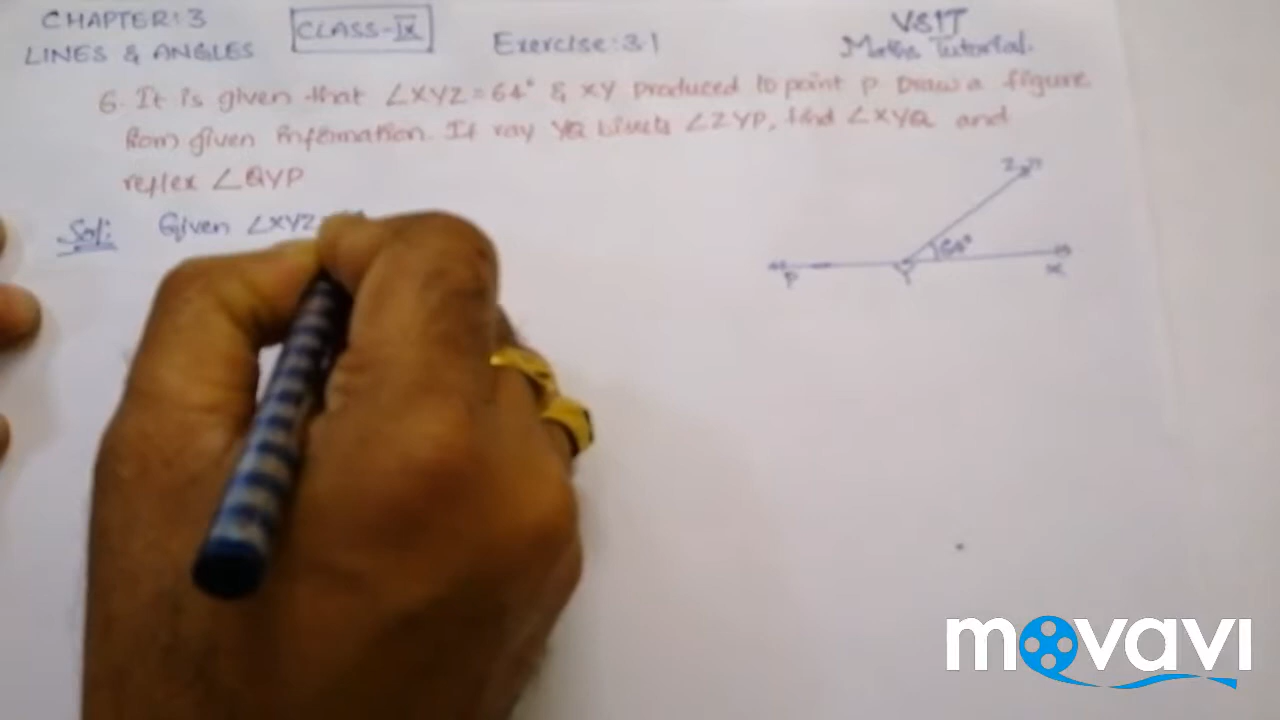 CHAPTER:3
LINES & ANGLES
CLASS-IX
Exercise:3.1
VSIT
Maths Tutorial.
6. It is given that ∠XYZ=64° & XY produced to point P Draw a figure
from given information. If ray YQ bisects ∠ZYP, find ∠XYQ and
reflex ∠QYP
Sol: Given ∠XYZ=
Z
64°
P
Y
X
movavi